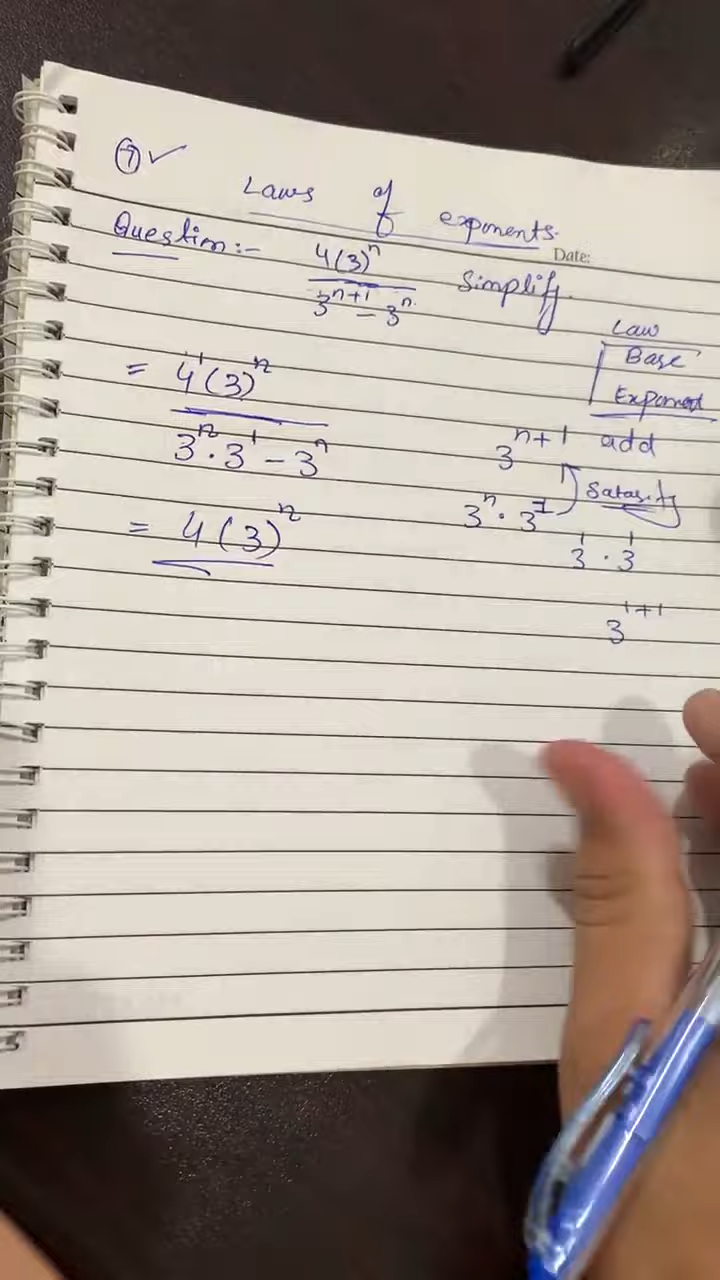 7 ✓
Laws of exponents.
Date:
Question:- 4(3)^n / 3^(n+1) - 3^n. Simplify.
Law
Base
Exponent
= 4^1(3)^n / 3^n · 3^1 - 3^n
3^(n+1) add
3^n · 3^1
= 4(3)^n
3^1 · 3^1
3^(1+1)